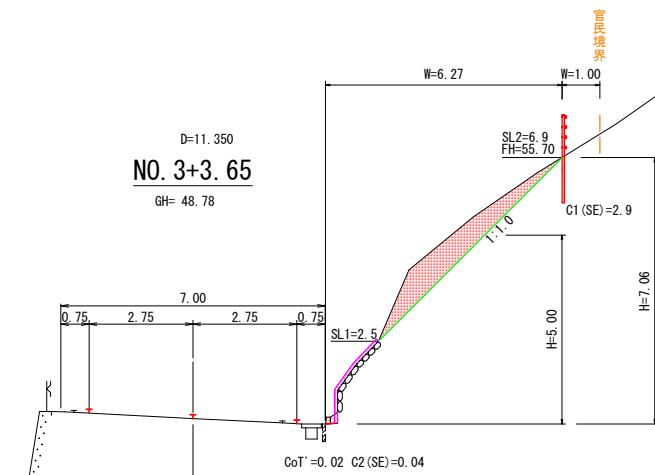 官民境界
W=6.27
W=1.00
D=11.350
NO. 3+3.65
GH= 48.78
SL2=6.9
FH=55.70
C1(SE)=2.9
1:1.0
H=7.06
H=5.00
7.00
0.75
2.75
2.75
0.75
SL1=2.5
CoT'=0.02 C2(SE)=0.04